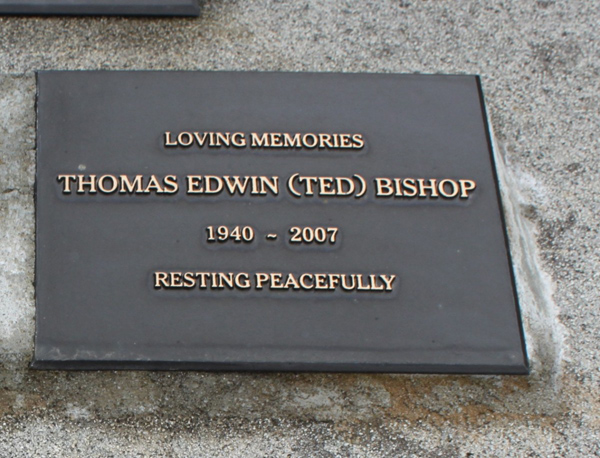 LOVING MEMORIES
THOMAS EDWIN (TED) BISHOP
1940 ~ 2007
RESTING PEACEFULLY